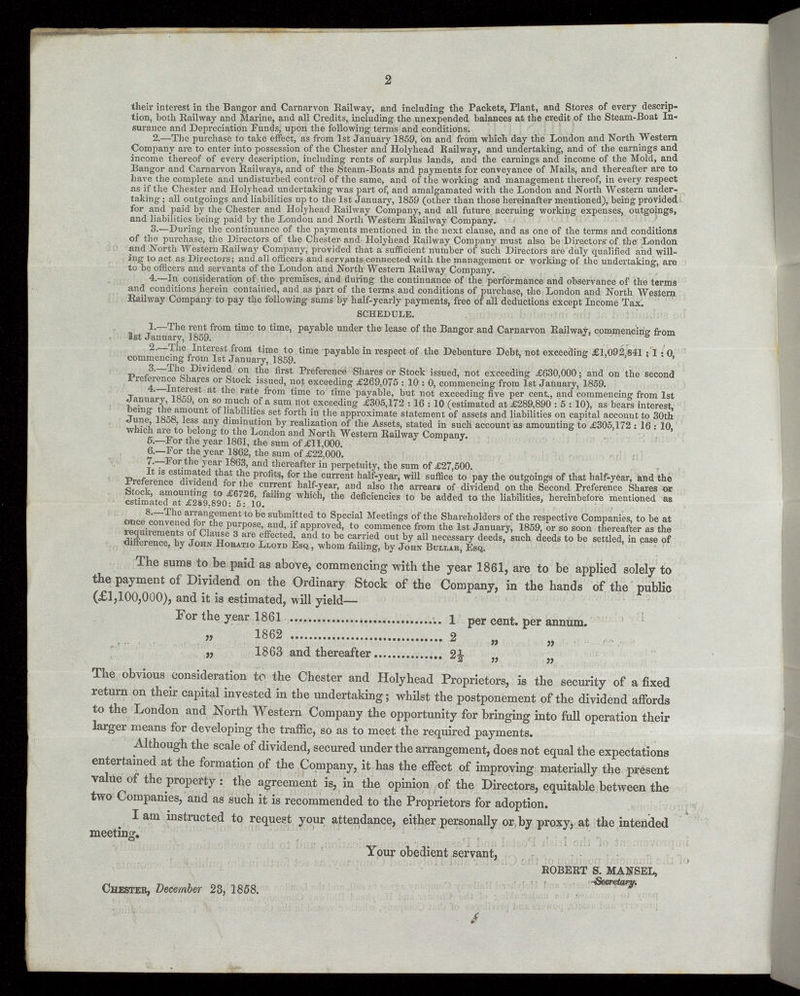 2
their interest in the Bangor and Carnarvon Railway, and including the Packets, Plant, and Stores of every descrip-
tion, both Railway and Marine, and all Credits, including the unexpended balances at the credit of the Steam-Boat In-
surance and Depreciation Funds, upon the following terms and conditions.
2.—The purchase to take effect, as from 1st January 1859, on and from which day the London and North Western
Company are to enter into possession of the Chester and Holyhead Railway, and undertaking, and of the earnings and
income thereof of every description, including rents of surplus lands, and the earnings and income of the Mold, and
Bangor and Carnarvon Railways, and of the Steam-Boats and payments for conveyance of Mails, and thereafter are to
have the complete and undisturbed control of the same, and of the working and management thereof, in every respect
as if the Chester and Holyhead undertaking was part of, and amalgamated with the London and North Western under-
taking; all outgoings and liabilities up to the 1st January, 1859 (other than those hereinafter mentioned), being provided
for and paid by the Chester and Holyhead Railway Company, and all future accruing working expenses, outgoings,
and liabilities being paid by the London and North Western Railway Company.
3.—During the continuance of the payments mentioned in the next clause, and as one of the terms and conditions
of the purchase, the Directors of the Chester and Holyhead Railway Company must also be Directors of the London
and North Western Railway Company, provided that a sufficient number of such Directors are duly qualified and will-
ing to act as Directors; and all officers and servants connected with the management or working of the undertaking, are
to be officers and servants of the London and North Western Railway Company.
4.—In consideration of the premises, and during the continuance of the performance and observance of the terms
and conditions herein contained, and as part of the terms and conditions of purchase, the London and North Western
Railway Company to pay the following sums by half-yearly payments, free of all deductions except Income Tax.
SCHEDULE.
1.—The rent from time to time, payable under the lease of the Bangor and Carnarvon Railway, commencing from
1st January, 1859.
2.—The Interest from time to time payable in respect of the Debenture Debt, not exceeding £1,092,841 : 1 : 0,
commencing from 1st January, 1859.
3.—The Dividend on the first Preference Shares or Stock issued, not exceeding £630,000; and on the second
Preference Shares or Stock issued, not exceeding £269,075 : 10 : 0, commencing from 1st January, 1859.
4.—Interest at the rate from time to time payable, but not exceeding five per cent., and commencing from 1st
January, 1859, on so much of a sum not exceeding £305,172 : 16 : 10 (estimated at £289,890 : 5 : 10), as bears interest,
being the amount of liabilities set forth in the approximate statement of assets and liabilities on capital account to 30th
June, 1858, less any diminution by realization of the Assets, stated in such account as amounting to £305,172 : 16 : 10,
which are to belong to the London and North Western Railway Company.
5.—For the year 1861, the sum of £11,000.
6.—For the year 1862, the sum of £22,000.
7.—For the year 1863, and thereafter in perpetuity, the sum of £27,500.
It is estimated that the profits, for the current half-year, will suffice to pay the outgoings of that half-year, and the
Preference dividend for the current half-year, and also the arrears of dividend on the Second Preference Shares or
Stock, amounting to £6726, failing which, the deficiencies to be added to the liabilities, hereinbefore mentioned as
estimated at £289,890: 5: 10.
8.—The arrangement to be submitted to Special Meetings of the Shareholders of the respective Companies, to be at
once convened for the purpose, and, if approved, to commence from the 1st January, 1859, or so soon thereafter as the
requirements of Clause 3 are effected, and to be carried out by all necessary deeds, such deeds to be settled, in case of
difference, by JOHN HORATIO LLOYD ESQ., whom failing, by JOHN BULLAR, ESQ.
The sums to be paid as above, commencing with the year 1861, are to be applied solely to
the payment of Dividend on the Ordinary Stock of the Company, in the hands of the public
(£1,100,000), and it is estimated, will yield—
For the year 1861 ................................ 1 per cent. per annum.
„ 1862 ................................ 2 „ „
„ 1863 and thereafter.............. 2½ „ „
The obvious consideration to the Chester and Holyhead Proprietors, is the security of a fixed
return on their capital invested in the undertaking; whilst the postponement of the dividend affords
to the London and North Western Company the opportunity for bringing into full operation their
larger means for developing the traffic, so as to meet the required payments.
Although the scale of dividend, secured under the arrangement, does not equal the expectations
entertained at the formation of the Company, it has the effect of improving materially the present
value of the property: the agreement is, in the opinion of the Directors, equitable between the
two Companies, and as such it is recommended to the Proprietors for adoption.
I am instructed to request your attendance, either personally or by proxy, at the intended
meeting.
Your obedient servant,
ROBERT S. MANSEL,
Secretary.
CHESTER, December 23, 1858.